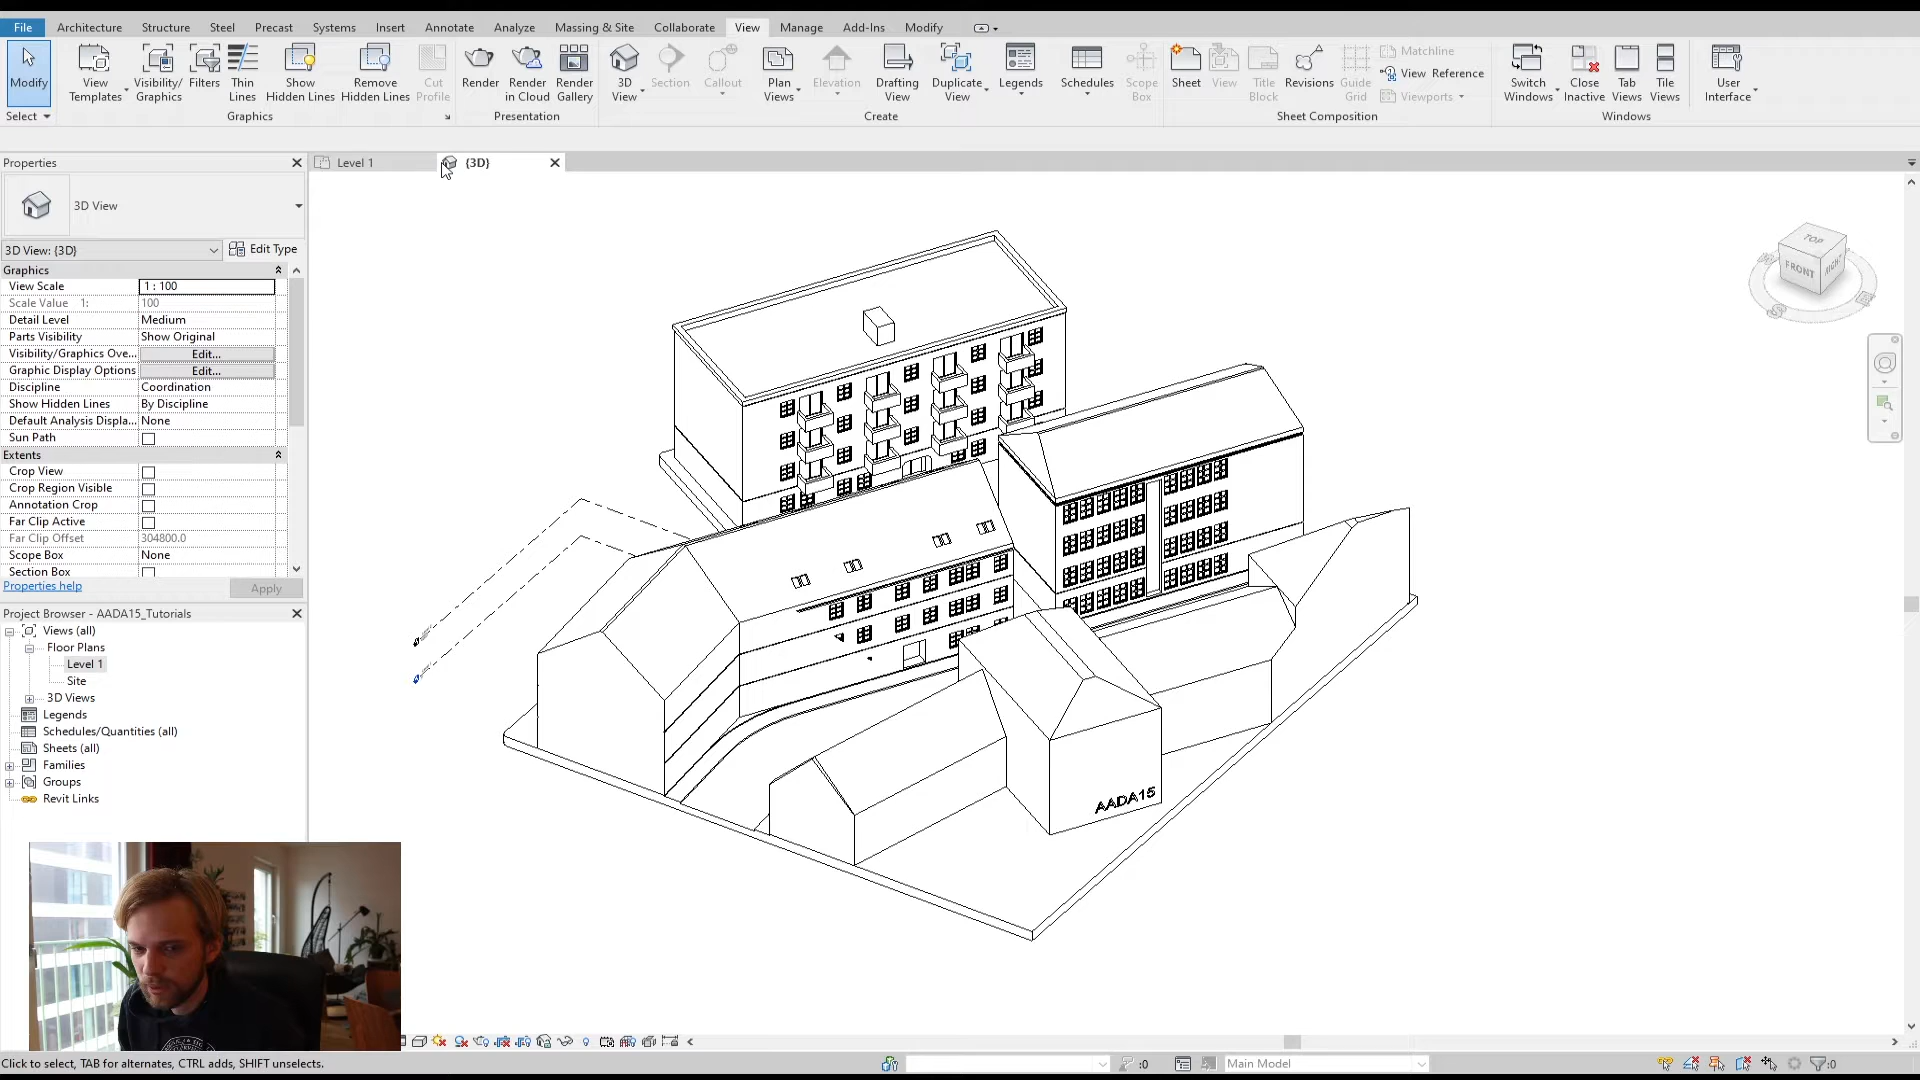 File Architecture Structure Steel Precast Systems Insert Annotate Analyze Massing & Site Collaborate View Manage Add-Ins Modify
Modify
View Templates
Visibility/ Graphics
Filters
Thin Lines
Show Hidden Lines
Remove Hidden Lines
Cut Profile
Render
Render in Cloud
Render Gallery
3D View
Section
Callout
Plan Views
Elevation
Drafting View
Duplicate View
Legends
Schedules
Scope Box
Sheet
View
Title Block
Revisions
Guide Grid
Matchline
View Reference
Viewports
Switch Windows
Close Inactive
Tab Views
Tile Views
User Interface
Select Graphics Presentation Create Sheet Composition Windows
Properties
Level 1 {3D}
3D View
3D View: {3D} Edit Type
Graphics
View Scale 1 : 100
Scale Value 1: 100
Detail Level Medium
Parts Visibility Show Original
Visibility/Graphics Ove... Edit...
Graphic Display Options Edit...
Discipline Coordination
Show Hidden Lines By Discipline
Default Analysis Displa... None
Sun Path
Extents
Crop View
Crop Region Visible
Annotation Crop
Far Clip Active
Far Clip Offset 304800.0
Scope Box None
Section Box
Properties help Apply
Project Browser - AADA15_Tutorials
Views (all)
Floor Plans
Level 1
Site
3D Views
Legends
Schedules/Quantities (all)
Sheets (all)
Families
Groups
Revit Links
TOP
FRONT
RIGHT
S
AADA15
Click to select, TAB for alternates, CTRL adds, SHIFT unselects.
:0
Main Model
:0